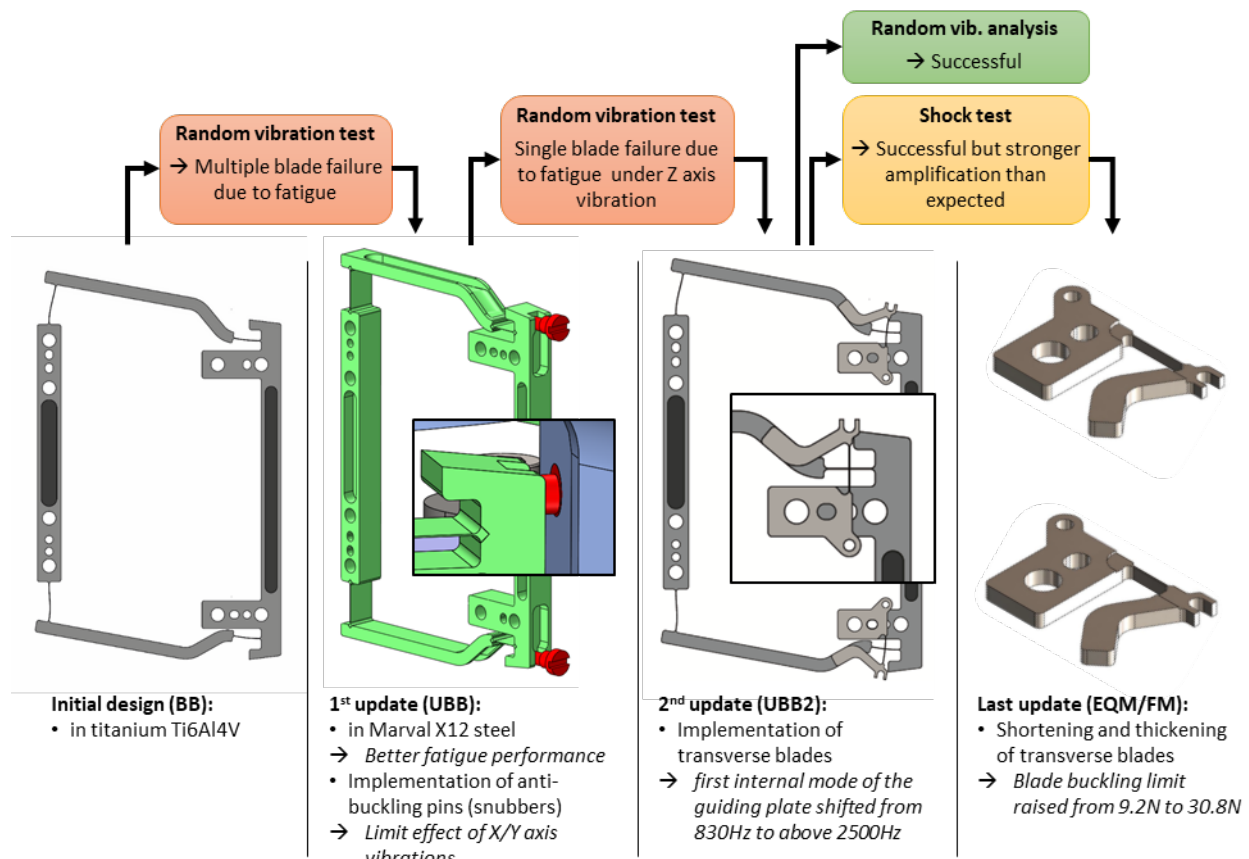 Random vib. analysis
→ Successful
Random vibration test
→ Multiple blade failure
due to fatigue
Random vibration test
Single blade failure due
to fatigue under Z axis
vibration
Shock test
→ Successful but stronger
amplification than
expected
Initial design (BB):
• in titanium Ti6Al4V
1st update (UBB):
• in Marval X12 steel
→ Better fatigue performance
• Implementation of anti-
buckling pins (snubbers)
→ Limit effect of X/Y axis
vibrations
2nd update (UBB2):
• Implementation of
transverse blades
→ first internal mode of the
guiding plate shifted from
830Hz to above 2500Hz
Last update (EQM/FM):
• Shortening and thickening
of transverse blades
→ Blade buckling limit
raised from 9.2N to 30.8N